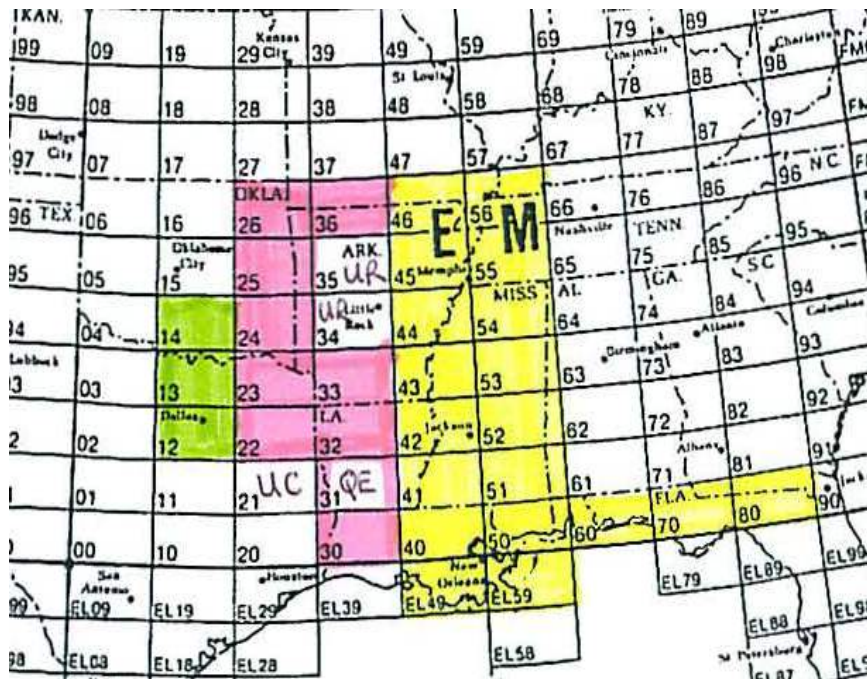 KAN. Kansas City St Louis Cincinnati Charleston
99 09 19 29 39 49 59 69 79 89
98 08 18 28 38 48 58 68 78 88 98 FM
Dodge City KY.
97 07 17 27 37 47 57 67 77 87 97
OKLA. N.C.
TEX. 96 06 16 26 36 46 E 56 M 66 Nashville 76 86 96
Oklahoma City ARK. TENN.
95 05 15 25 35 UR 45 Memphis 55 65 75 85 95
MISS AL. GA. S C
UR Little Rock
04 14 24 34 44 54 64 74 84 94
Lubbock Birmingham Atlanta Columbia
03 13 23 33 43 53 63 73 83 93
Dallas LA. Jackson
02 12 22 32 42 52 62 72 82 92
UC QE Albany
01 11 21 31 41 51 61 71 81 91
FLA. Jack
00 10 20 30 40 50 60 70 80 90
San Antonio Houston New Orleans
EL09 EL19 EL29 EL39 EL49 EL59 EL79 EL89 EL99
EL08 EL18 EL28 EL58 EL88
St Petersburg
EL87